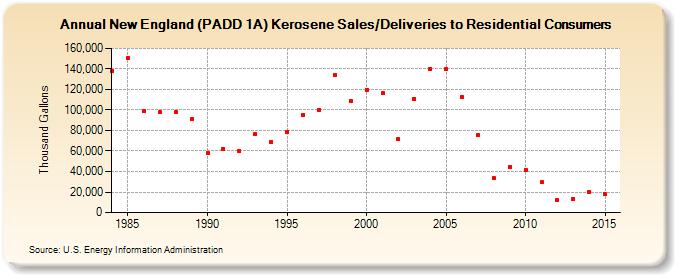 Annual New England (PADD 1A) Kerosene Sales/Deliveries to Residential Consumers
Thousand Gallons
160,000
140,000
120,000
100,000
80,000
60,000
40,000
20,000
0
1985 1990 1995 2000 2005 2010 2015
Source: U.S. Energy Information Administration